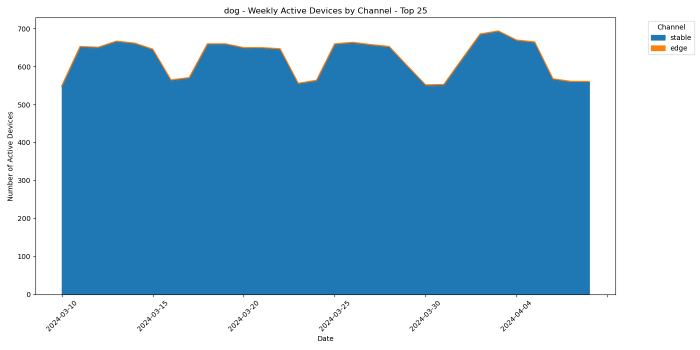 dog - Weekly Active Devices by Channel - Top 25
Channel
stable
edge
Number of Active Devices
700
600
500
400
300
200
100
0
2024-03-10
2024-03-15
2024-03-20
2024-03-25
2024-03-30
2024-04-04
Date